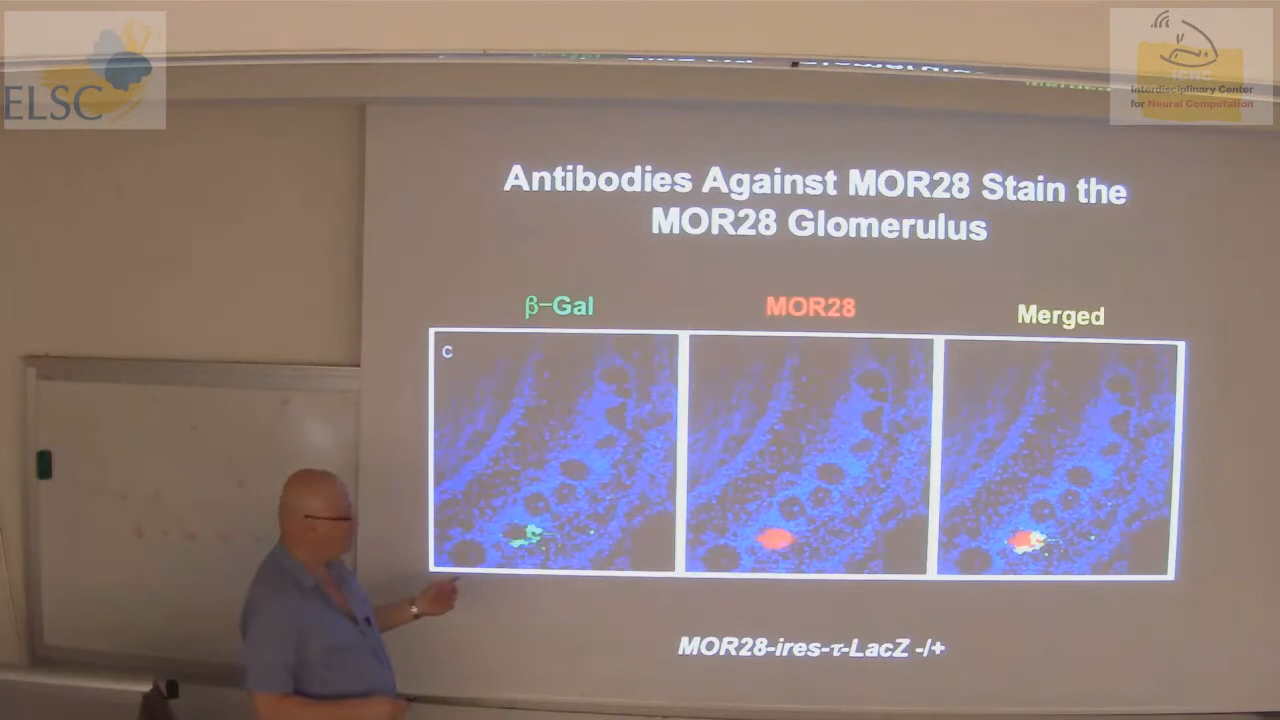 ELSC
ICNC
Interdisciplinary Center
for Neural Computation
Antibodies Against MOR28 Stain the
MOR28 Glomerulus
β−Gal
MOR28
Merged
C
MOR28-ires-τ-LacZ -/+